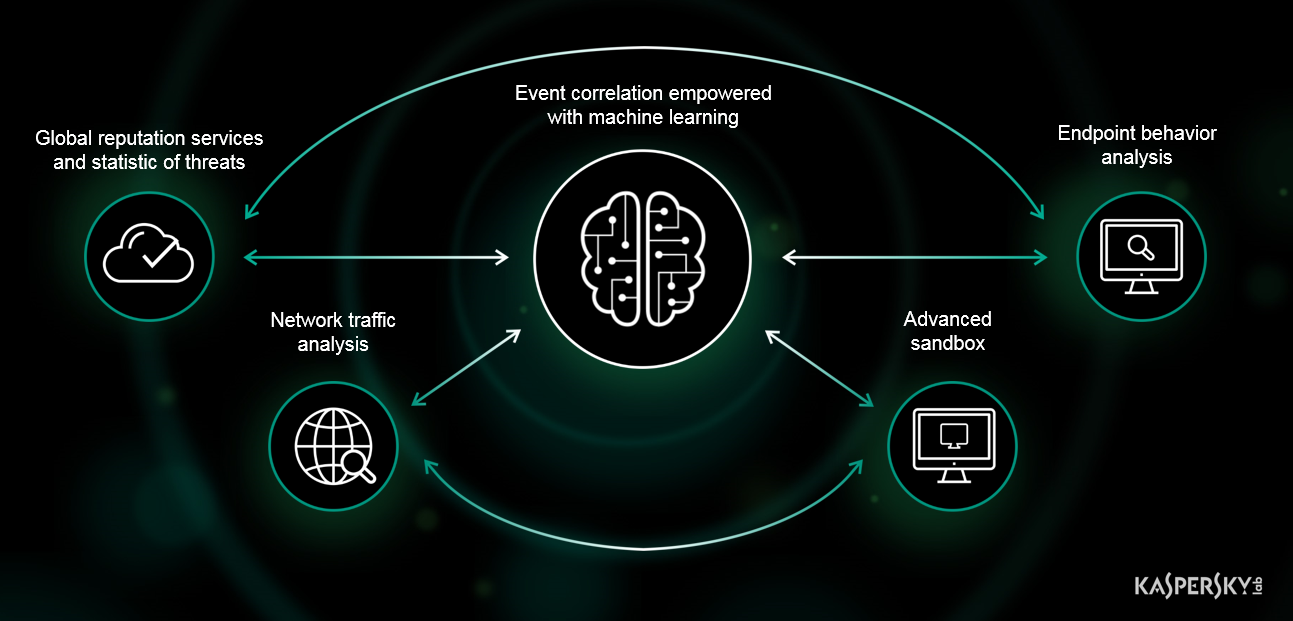 Event correlation empowered
with machine learning
Global reputation services
and statistic of threats
Endpoint behavior
analysis
Network traffic
analysis
Advanced
sandbox
KASPERSKY lab